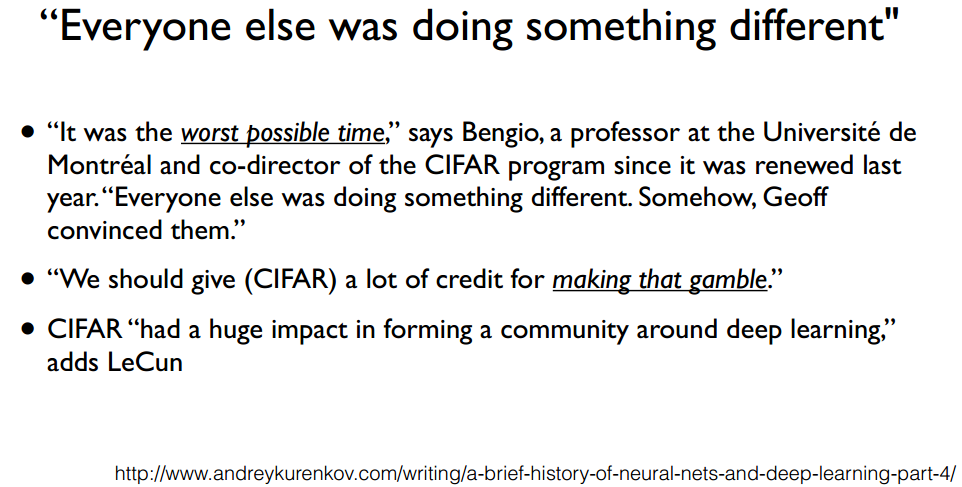 “Everyone else was doing something different"
• “It was the worst possible time,” says Bengio, a professor at the Université de
Montréal and co-director of the CIFAR program since it was renewed last
year. “Everyone else was doing something different. Somehow, Geoff
convinced them.”
• “We should give (CIFAR) a lot of credit for making that gamble.”
• CIFAR “had a huge impact in forming a community around deep learning,”
adds LeCun
http://www.andreykurenkov.com/writing/a-brief-history-of-neural-nets-and-deep-learning-part-4/